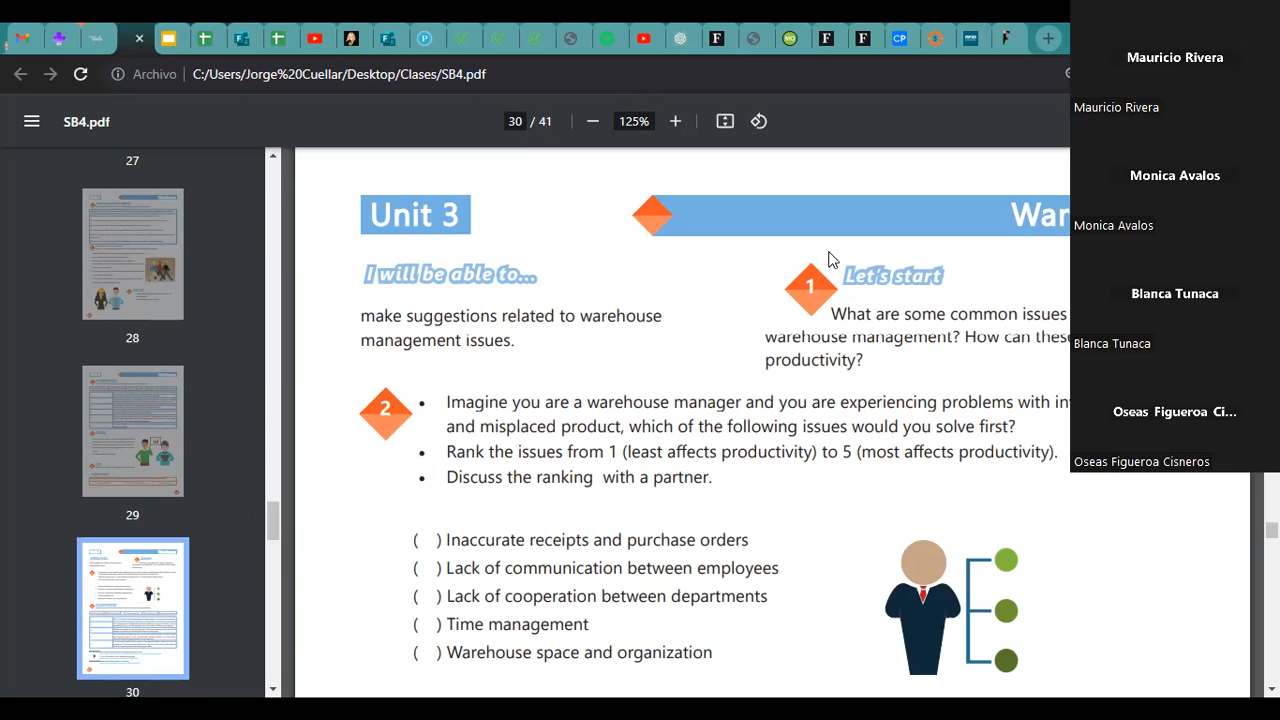 Archivo
C:/Users/Jorge%20Cuellar/Desktop/Clases/SB4.pdf
SB4.pdf
30 / 41
125%
27
28
29
30
Unit 3
War
I will be able to...
make suggestions related to warehouse
management issues.
1
Let's start
What are some common issues
warehouse management? How can these
productivity?
2
• Imagine you are a warehouse manager and you are experiencing problems with in
and misplaced product, which of the following issues would you solve first?
• Rank the issues from 1 (least affects productivity) to 5 (most affects productivity).
• Discuss the ranking with a partner.
( ) Inaccurate receipts and purchase orders
( ) Lack of communication between employees
( ) Lack of cooperation between departments
( ) Time management
( ) Warehouse space and organization
Mauricio Rivera
Mauricio Rivera
Monica Avalos
Monica Avalos
Blanca Tunaca
Blanca Tunaca
Oseas Figueroa Ci...
Oseas Figueroa Cisneros